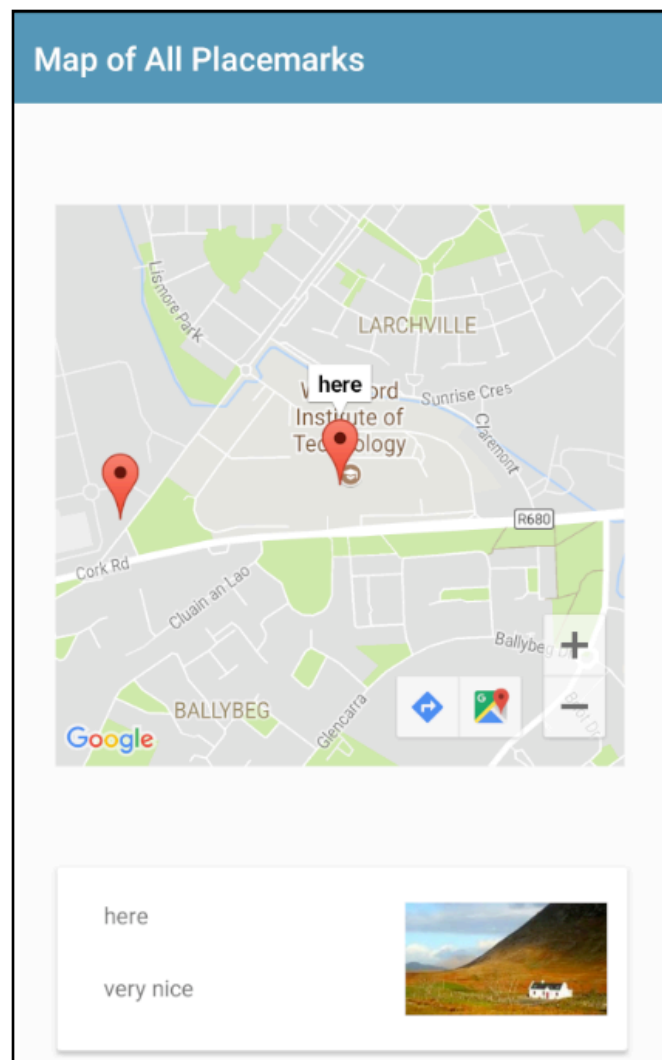 Map of All Placemarks
Lismore Park
LARCHVILLE
here
ord
Sunrise Cres
Institute of
Claremont
R680
Cork Rd
Cluain an Lao
Ballybeg
BALLYBEG
Glencarra
Google
here
very nice